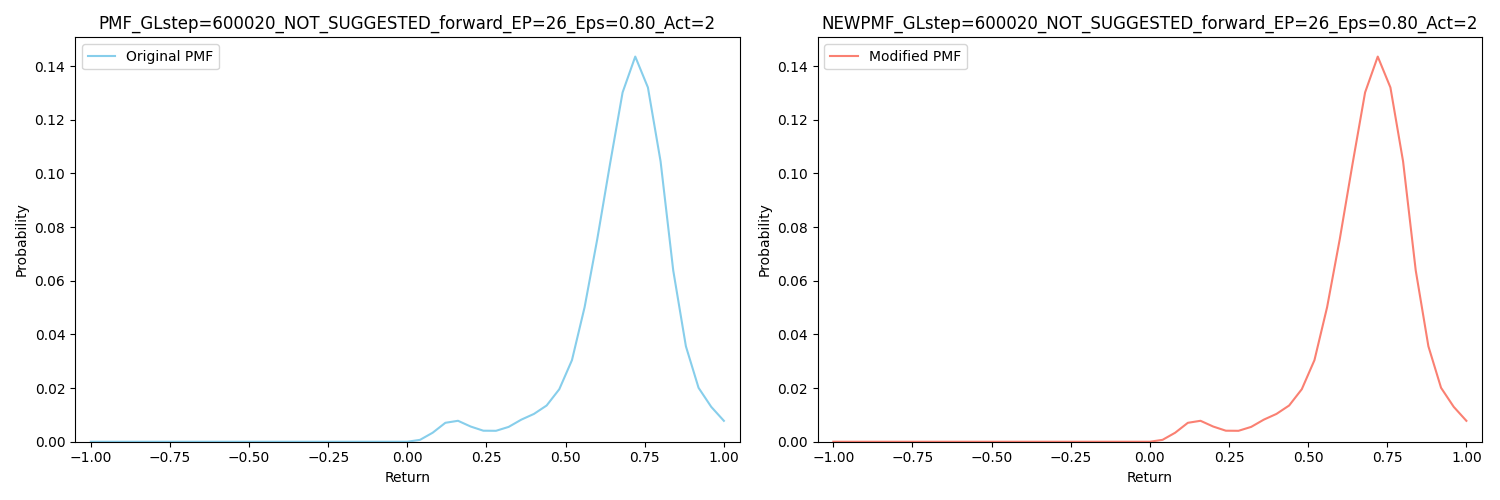 PMF_GLstep=600020_NOT_SUGGESTED_forward_EP=26_Eps=0.80_Act=2
Original PMF
Probability
0.14
0.12
0.10
0.08
0.06
0.04
0.02
0.00
−1.00 −0.75 −0.50 −0.25 0.00 0.25 0.50 0.75 1.00
Return
NEWPMF_GLstep=600020_NOT_SUGGESTED_forward_EP=26_Eps=0.80_Act=2
Modified PMF
Probability
0.14
0.12
0.10
0.08
0.06
0.04
0.02
0.00
−1.00 −0.75 −0.50 −0.25 0.00 0.25 0.50 0.75 1.00
Return